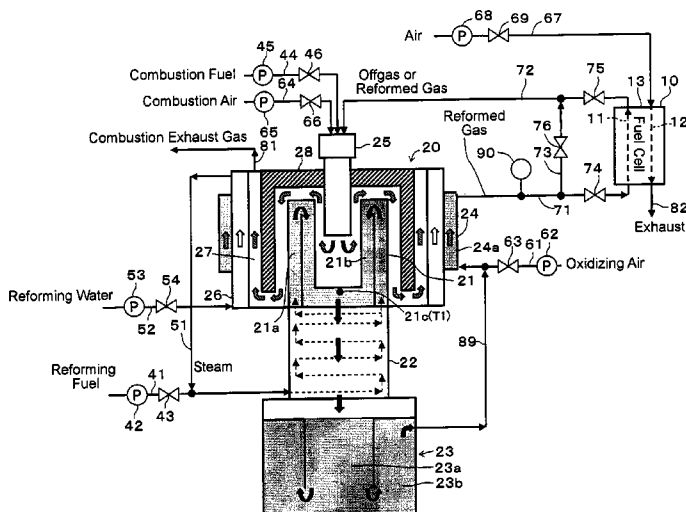 68
69
67
Air
P
45
44
46
Combustion Fuel
P
64
Combustion Air
P
65
66
Offgas or
Reformed Gas
72
75
13
10
11
Fuel Cell
12
Combustion Exhaust Gas
81
28
25
20
Reformed
Gas
76
73
90
74
71
82
Exhaust
24
24a
63
61
62
P
Oxidizing Air
27
21b
21
26
53
54
Reforming Water
P
52
51
21a
21c(T1)
89
Steam
22
Reforming
Fuel
41
P
42
43
23
23a
23b